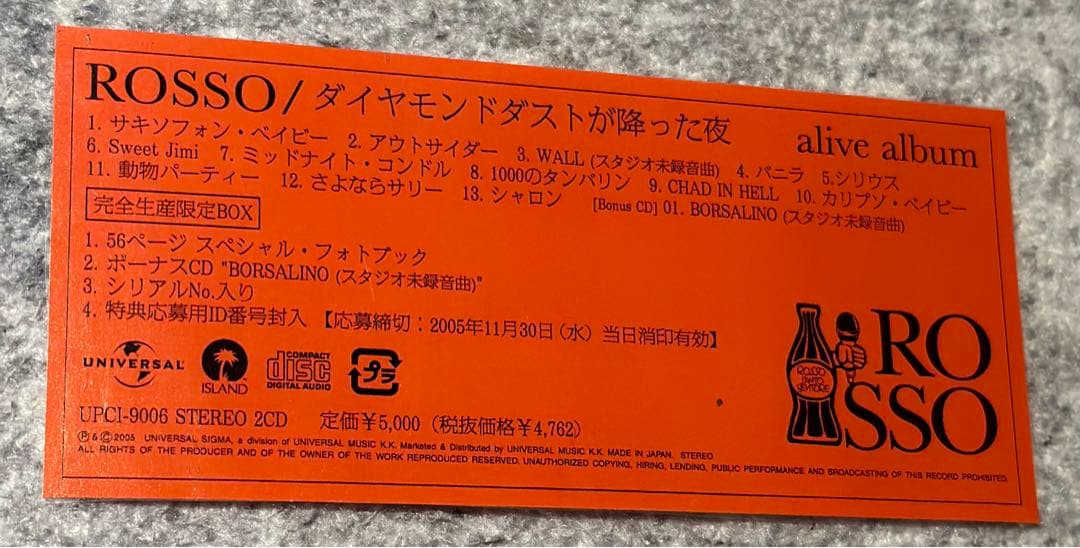 ROSSO/ダイヤモンドダストが降った夜 alive album
1. サキソフォン・ベイビー 2. アウトサイダー 3. WALL (スタジオ未録音曲) 4. バニラ 5.シリウス
6. Sweet Jimi 7. ミッドナイト・コンドル 8. 1000のタンバリン 9. CHAD IN HELL 10. カリプソ・ベイビー
11. 動物パーティー 12. さよならサリー 13. シャロン [Bonus CD] 01. BORSALINO (スタジオ未録音曲)
完全生産限定BOX
1. 56ページ スペシャル・フォトブック
2. ボーナスCD "BORSALINO (スタジオ未録音曲)"
3. シリアルNo.入り
4. 特典応募用ID番号封入 【応募締切:2005年11月30日(水) 当日消印有効】
UNIVERSAL ISLAND COMPACT disc DIGITAL AUDIO プラ
ROSSO
RO
SSO
UPCI-9006 STEREO 2CD 定価¥5,000 (税抜価格¥4,762)
Ⓟ & Ⓒ 2005 UNIVERSAL SIGMA, a division of UNIVERSAL MUSIC K.K. Marketed & Distributed by UNIVERSAL MUSIC K.K. MADE IN JAPAN. STEREO
ALL RIGHTS OF THE PRODUCER AND OF THE OWNER OF THE WORK REPRODUCED RESERVED. UNAUTHORIZED COPYING, HIRING, LENDING, PUBLIC PERFORMANCE AND BROADCASTING OF THIS RECORD PROHIBITED.